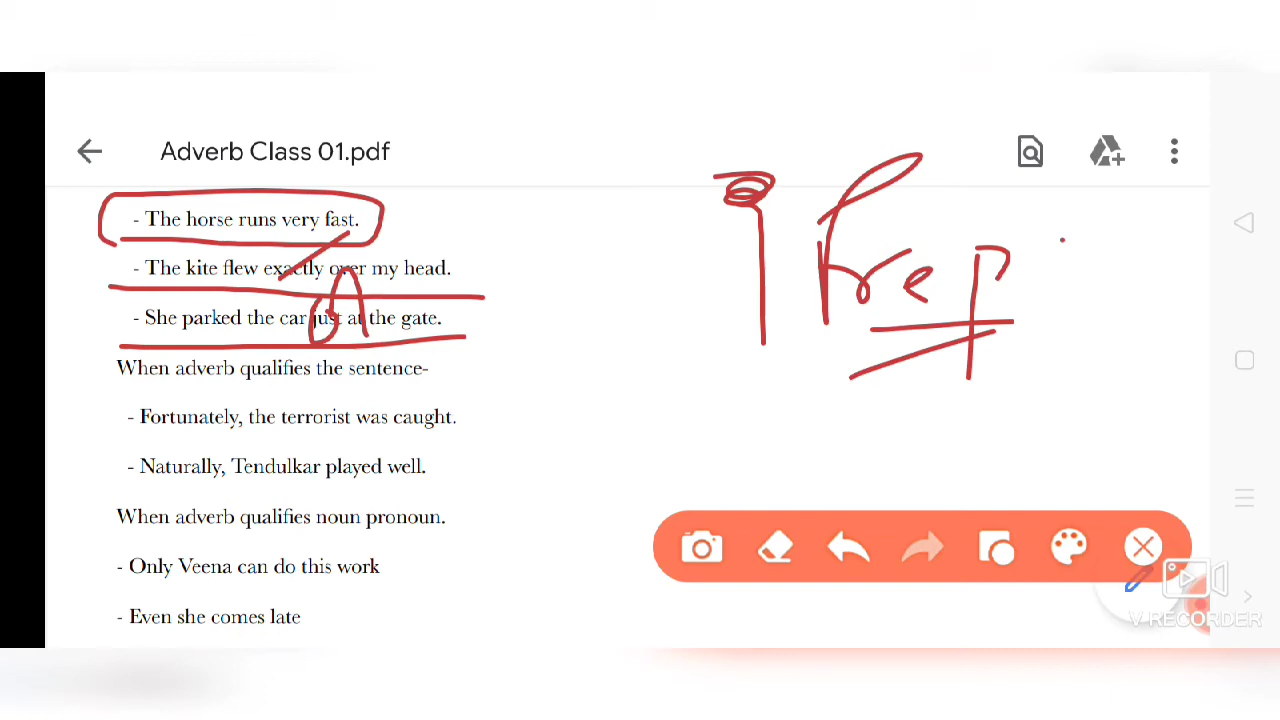 Adverb Class 01.pdf
- The horse runs very fast.
- The kite flew exactly over my head.
- She parked the car just at the gate.
When adverb qualifies the sentence-
- Fortunately, the terrorist was caught.
- Naturally, Tendulkar played well.
When adverb qualifies noun pronoun.
- Only Veena can do this work
- Even she comes late
Prep
A
V RECORDER